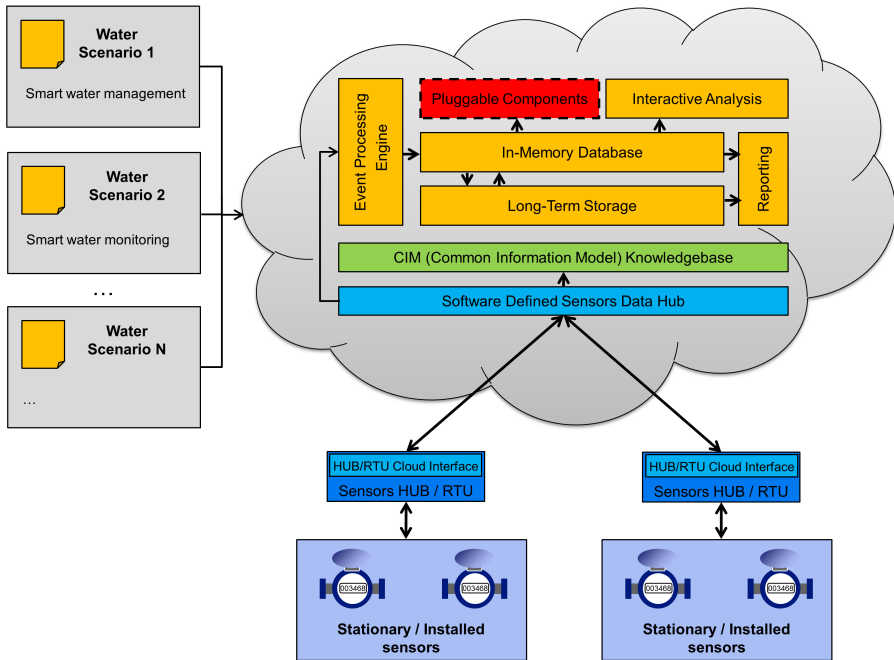 Water
Scenario 1
Smart water management
Water
Scenario 2
Smart water monitoring
...
Water
Scenario N
...
Pluggable Components
Interactive Analysis
Event Processing
Engine
In-Memory Database
Long-Term Storage
Reporting
CIM (Common Information Model) Knowledgebase
Software Defined Sensors Data Hub
HUB/RTU Cloud Interface
Sensors HUB / RTU
HUB/RTU Cloud Interface
Sensors HUB / RTU
003468
003468
Stationary / Installed
sensors
003468
003468
Stationary / Installed
sensors